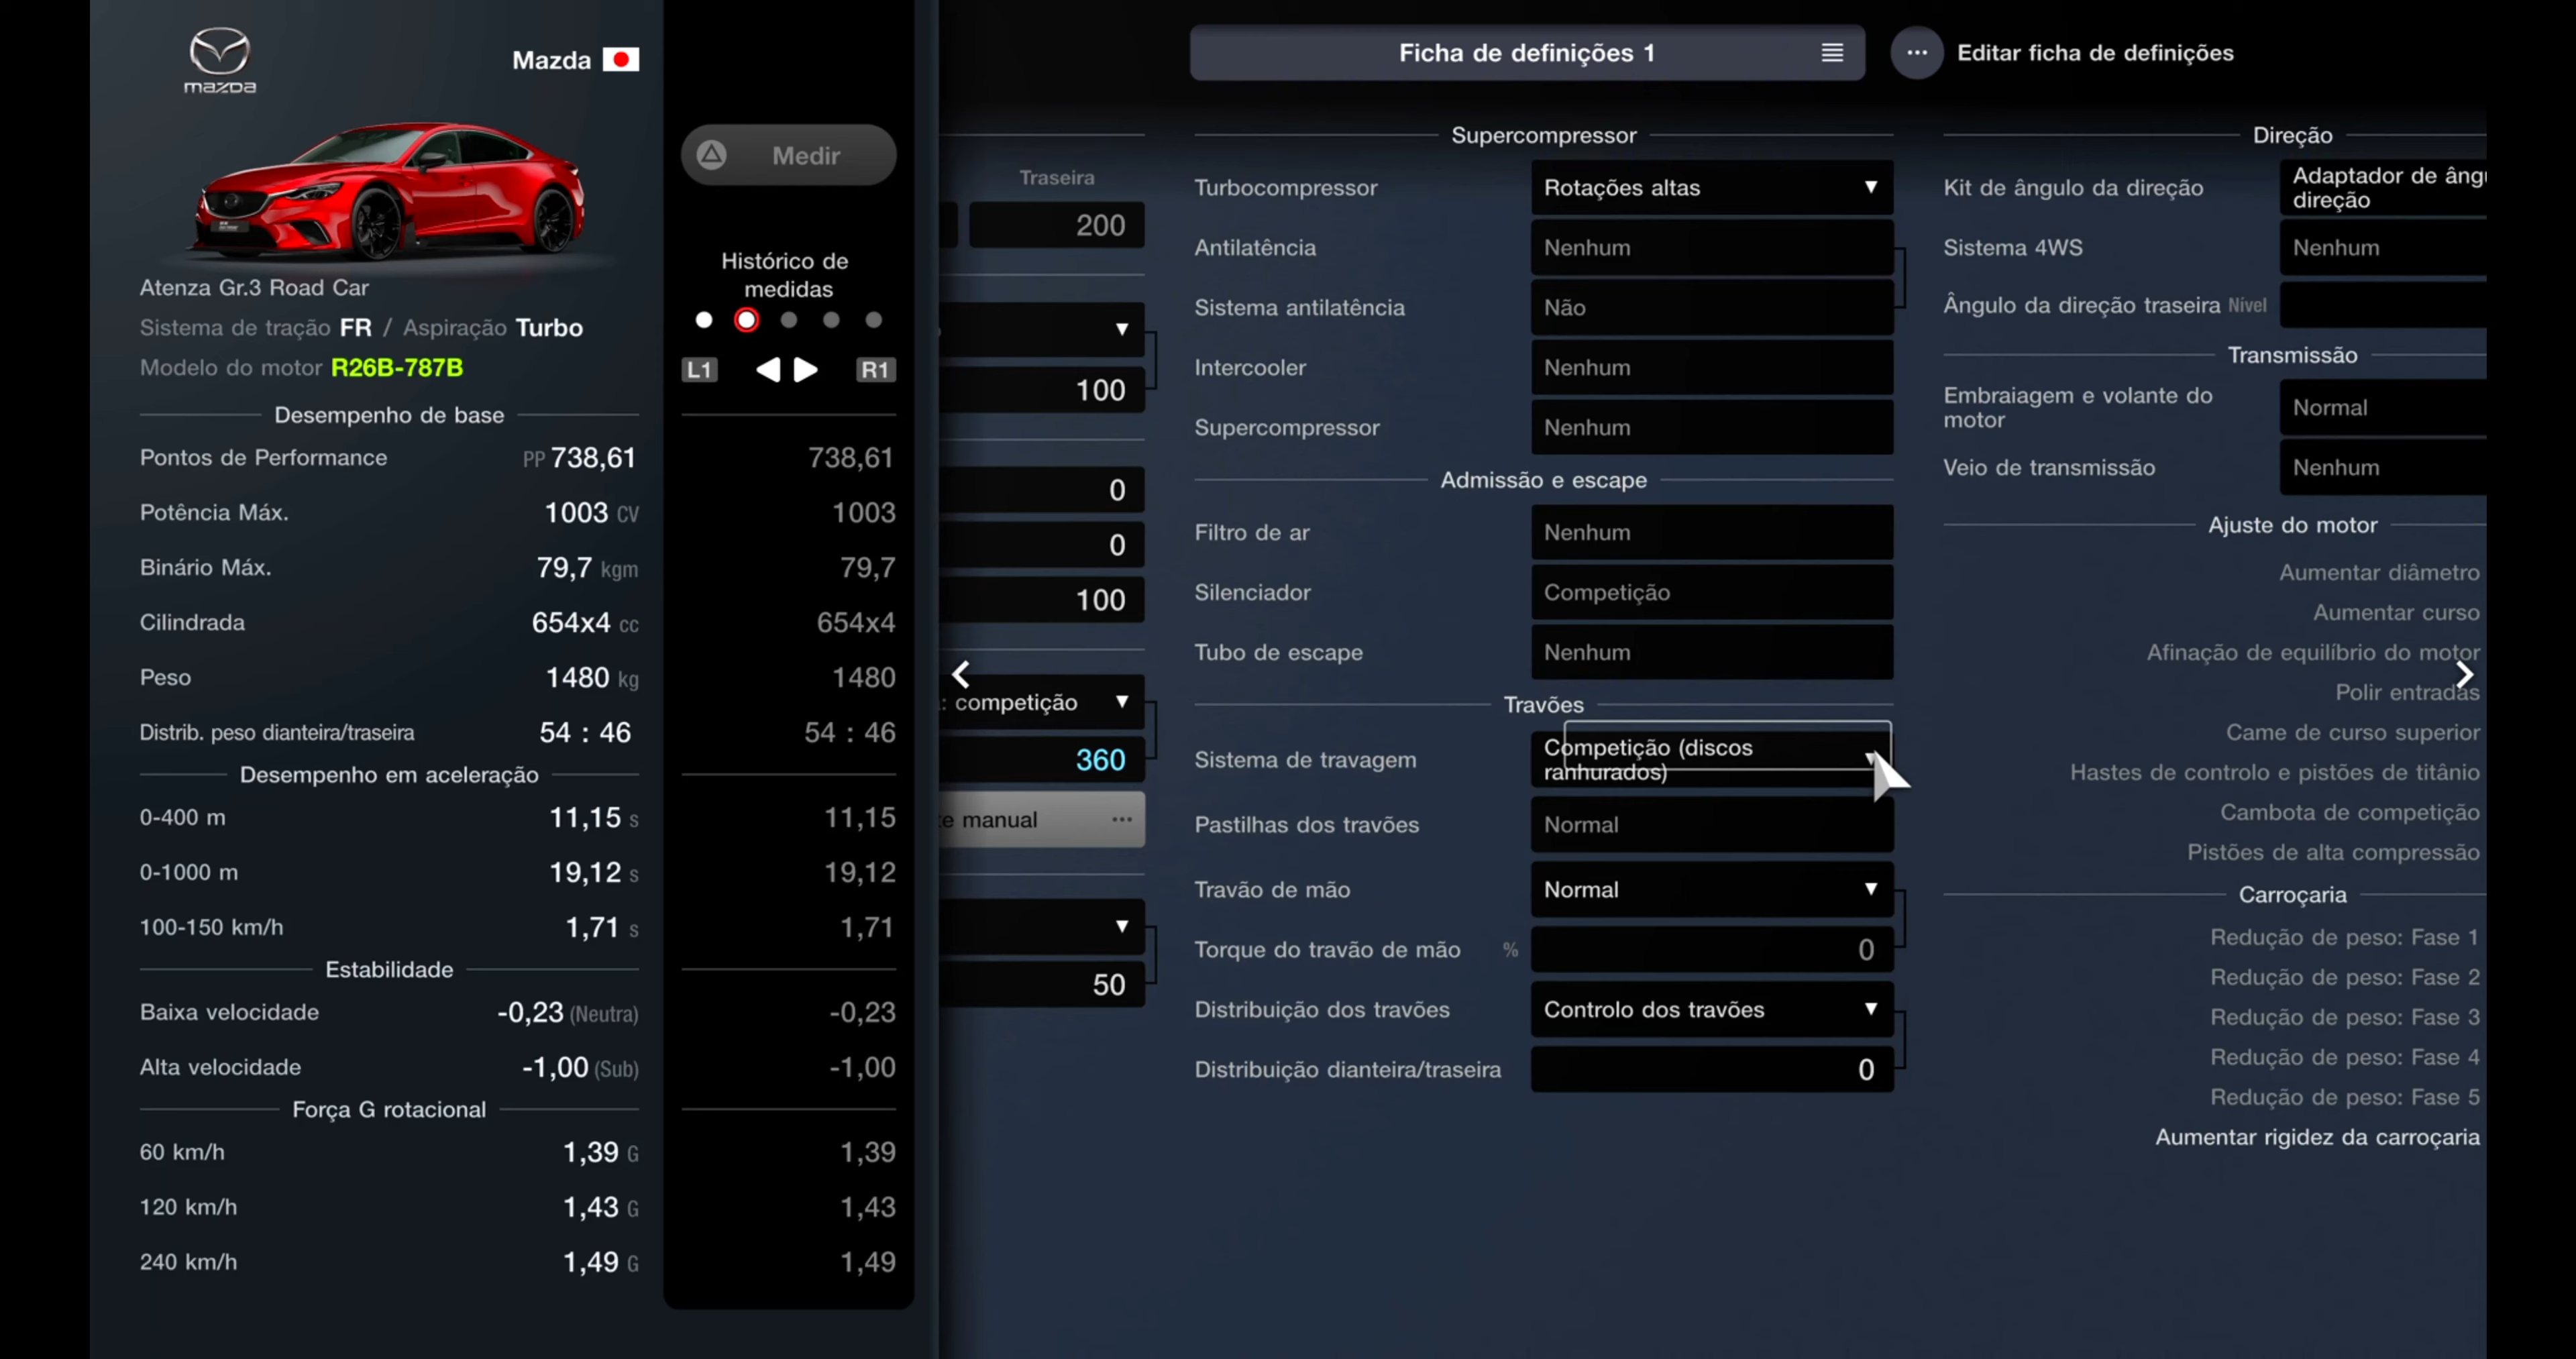 mazda
Mazda
Atenza Gr.3 Road Car
Sistema de tração FR / Aspiração Turbo
Modelo do motor R26B-787B
Desempenho de base
Pontos de Performance PP 738,61
Potência Máx. 1003 CV
Binário Máx. 79,7 kgm
Cilindrada 654x4 cc
Peso 1480 kg
Distrib. peso dianteira/traseira 54 : 46
Desempenho em aceleração
0-400 m 11,15 s
0-1000 m 19,12 s
100-150 km/h 1,71 s
Estabilidade
Baixa velocidade -0,23 (Neutra)
Alta velocidade -1,00 (Sub)
Força G rotacional
60 km/h 1,39 G
120 km/h 1,43 G
240 km/h 1,49 G
Medir
Histórico de
medidas
L1 R1
738,61
1003
79,7
654x4
1480
54 : 46
11,15
19,12
1,71
-0,23
-1,00
1,39
1,43
1,49
Ficha de definições 1
Editar ficha de definições
Traseira
200
100
0
0
100
: competição
360
e manual
50
Supercompressor
Turbocompressor Rotações altas
Antilatência Nenhum
Sistema antilatência Não
Intercooler Nenhum
Supercompressor Nenhum
Admissão e escape
Filtro de ar Nenhum
Silenciador Competição
Tubo de escape Nenhum
Travões
Sistema de travagem Competição (discos
ranhurados)
Pastilhas dos travões Normal
Travão de mão Normal
Torque do travão de mão % 0
Distribuição dos travões Controlo dos travões
Distribuição dianteira/traseira 0
Direção
Kit de ângulo da direção Adaptador de âng
direção
Sistema 4WS Nenhum
Ângulo da direção traseira Nível
Transmissão
Embraiagem e volante do
motor Normal
Veio de transmissão Nenhum
Ajuste do motor
Aumentar diâmetro
Aumentar curso
Afinação de equilíbrio do motor
Polir entradas
Came de curso superior
Hastes de controlo e pistões de titânio
Cambota de competição
Pistões de alta compressão
Carroçaria
Redução de peso: Fase 1
Redução de peso: Fase 2
Redução de peso: Fase 3
Redução de peso: Fase 4
Redução de peso: Fase 5
Aumentar rigidez da carroçaria